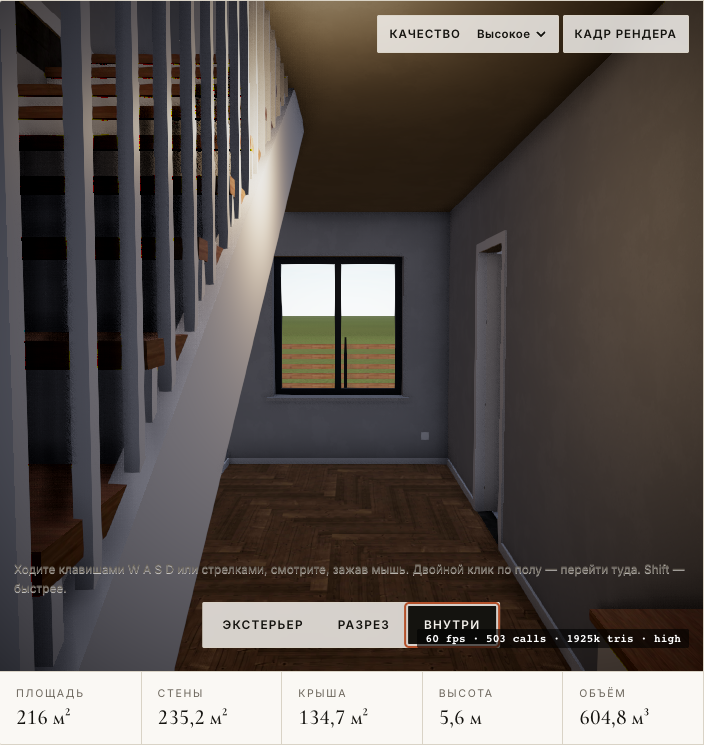 КАЧЕСТВО Высокое КАДР РЕНДЕРА
Ходите клавишами W A S D или стрелками, смотрите, зажав мышь. Двойной клик по полу — перейти туда. Shift —
быстрее.
ЭКСТЕРЬЕР РАЗРЕЗ ВНУТРИ
60 fps · 503 calls · 1925k tris · high
ПЛОЩАДЬ СТЕНЫ КРЫША ВЫСОТА ОБЪЁМ
216 м² 235,2 м² 134,7 м² 5,6 м 604,8 м³